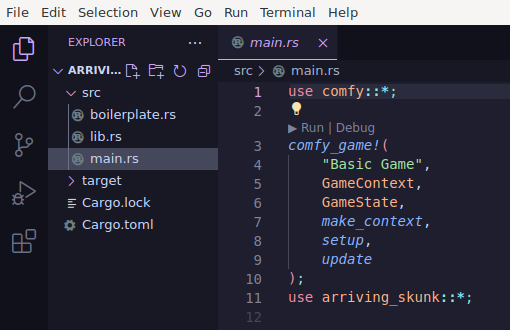 File Edit Selection View Go Run Terminal Help
EXPLORER ···
main.rs ×
ARRIVI...
src > main.rs
src
boilerplate.rs
lib.rs
main.rs
target
Cargo.lock
Cargo.toml
1 use comfy::*;
2
▶ Run | Debug
3 comfy_game!(
4 "Basic Game",
5 GameContext,
6 GameState,
7 make_context,
8 setup,
9 update
10 );
11 use arriving_skunk::*;
12